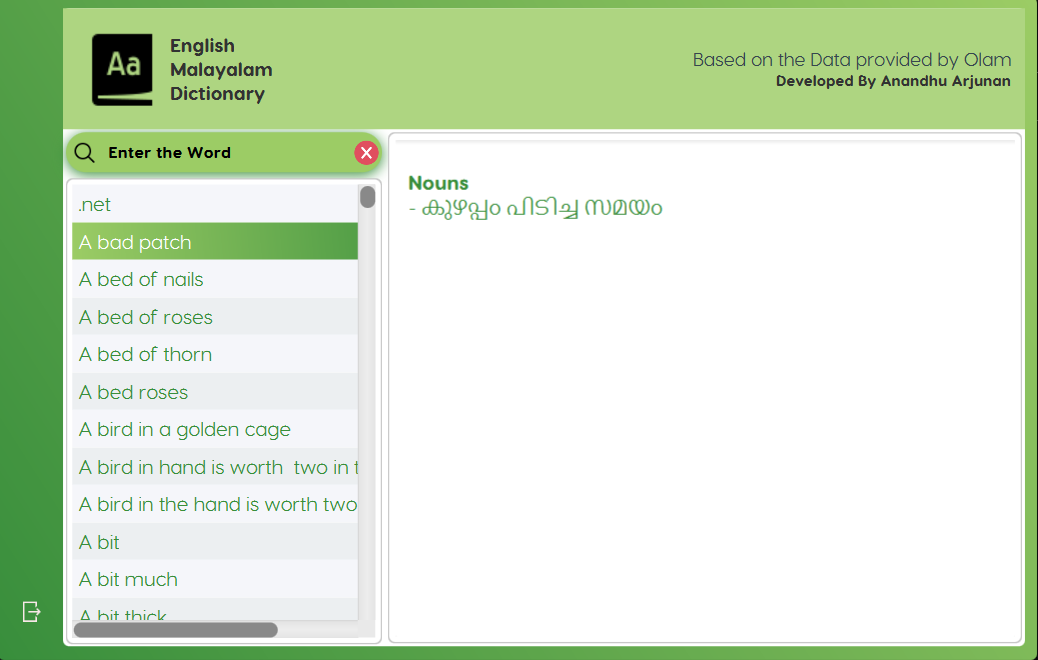 Aa
English
Malayalam
Dictionary
Based on the Data provided by Olam
Developed By Anandhu Arjunan
Enter the Word
.net
A bad patch
A bed of nails
A bed of roses
A bed of thorn
A bed roses
A bird in a golden cage
A bird in hand is worth  two in t
A bird in the hand is worth two
A bit
A bit much
A bit thick
Nouns
- കുഴപ്പം പിടിച്ച സമയം